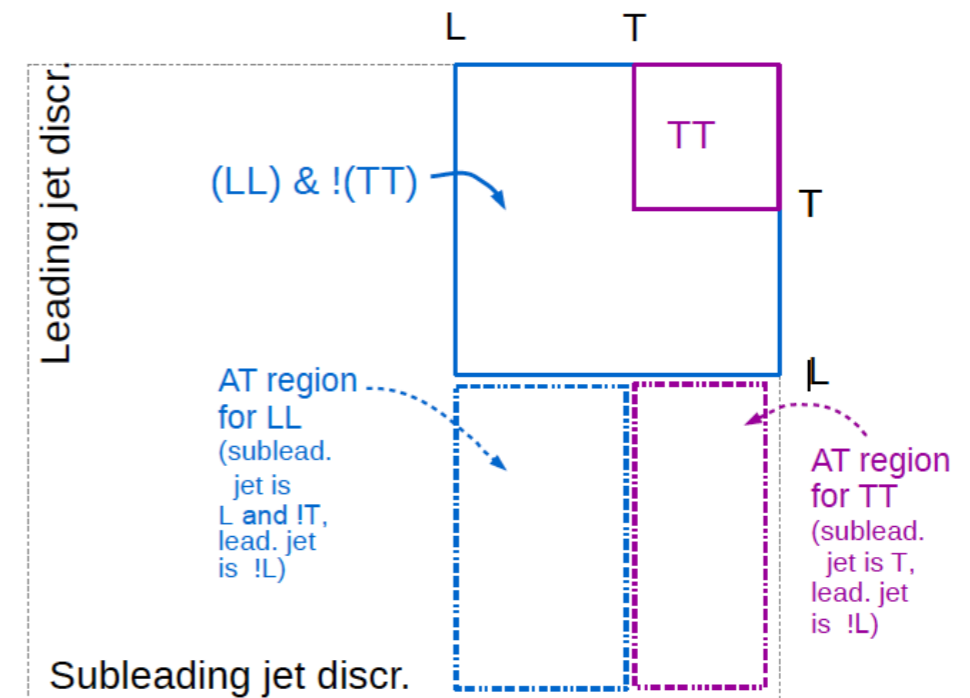 L
T
Leading jet discr.
TT
(LL) & !(TT)
T
L
AT region
for LL
(sublead.
jet is
L and !T,
lead. jet
is !L)
AT region
for TT
(sublead.
jet is T,
lead. jet
is !L)
Subleading jet discr.